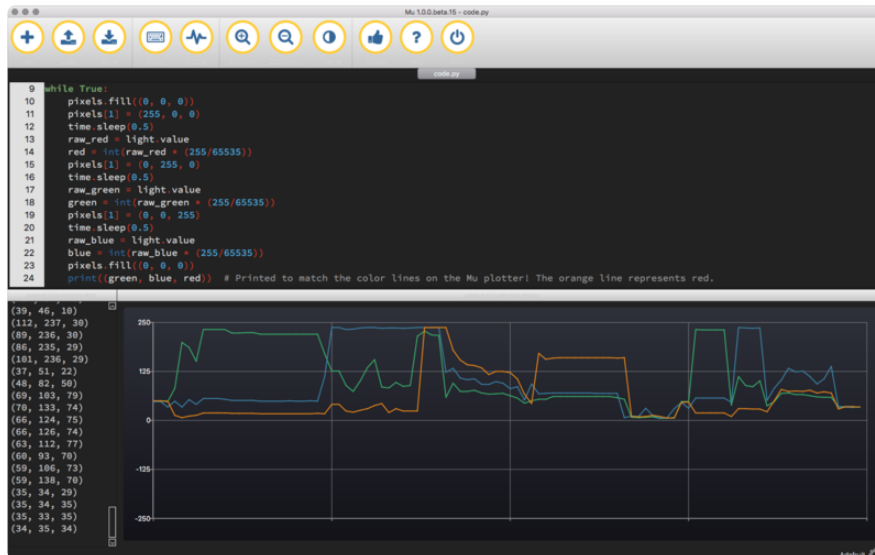 Mu 1.0.0.beta.15 - code.py
code.py
9 while True:
10 pixels.fill((0, 0, 0))
11 pixels[1] = (255, 0, 0)
12 time.sleep(0.5)
13 raw_red = light.value
14 red = int(raw_red * (255/65535))
15 pixels[1] = (0, 255, 0)
16 time.sleep(0.5)
17 raw_green = light.value
18 green = int(raw_green * (255/65535))
19 pixels[1] = (0, 0, 255)
20 time.sleep(0.5)
21 raw_blue = light.value
22 blue = int(raw_blue * (255/65535))
23 pixels.fill((0, 0, 0))
24 print((green, blue, red))  # Printed to match the color lines on the Mu plotter! The orange line represents red.
(39, 46, 10)
(112, 237, 30)
(89, 236, 30)
(86, 235, 29)
(101, 236, 29)
(37, 51, 22)
(48, 82, 50)
(69, 103, 79)
(70, 133, 74)
(66, 124, 75)
(66, 126, 74)
(63, 112, 77)
(60, 93, 70)
(59, 106, 73)
(59, 138, 70)
(35, 34, 29)
(35, 34, 35)
(35, 33, 35)
(34, 35, 34)
250
125
0
-125
-250